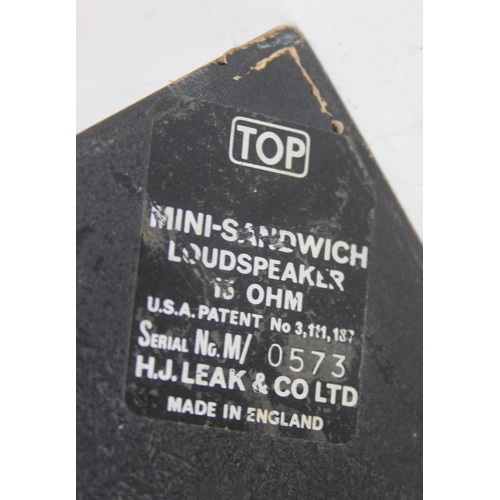 TOP
MINI-SANDWICH
LOUDSPEAKER
15 OHM
U.S.A. PATENT No 3,111,187
SERIAL No. M/ 0573
H.J. LEAK & CO LTD
MADE IN ENGLAND